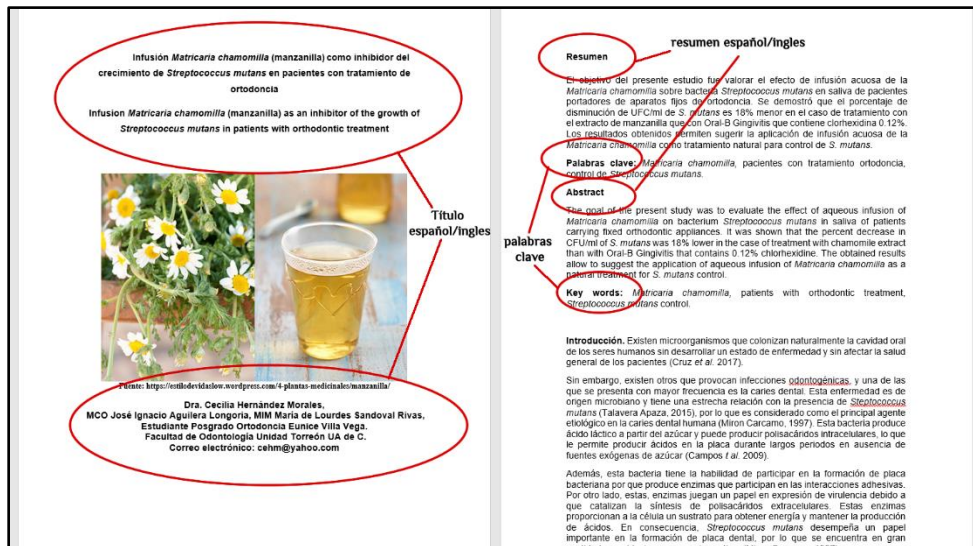 Infusión Matricaria chamomilla (manzanilla) como inhibidor del
crecimiento de Streptococcus mutans en pacientes con tratamiento de
ortodoncia
Infusion Matricaria chamomilla (manzanilla) as an inhibitor of the growth of
Streptococcus mutans in patients with orthodontic treatment
Título
español/ingles
Fuente: https://estilodevidaslow.wordpress.com/4-plantas-medicinales/manzanilla/
Dra. Cecilia Hernández Morales,
MCO José Ignacio Aguilera Longoria, MIM María de Lourdes Sandoval Rivas,
Estudiante Posgrado Ortodoncia Eunice Villa Vega.
Facultad de Odontología Unidad Torreón UA de C.
Correo electrónico: cehm@yahoo.com
resumen español/ingles
Resumen
El objetivo del presente estudio fue valorar el efecto de infusión acuosa de la
Matricaria chamomilla sobre bacteria Streptococcus mutans en saliva de pacientes
portadores de aparatos fijos de ortodoncia. Se demostró que el porcentaje de
disminución de UFC/ml de S. mutans es 18% menor en el caso de tratamiento con
el extracto de manzanilla que con Oral-B Gingivitis que contiene clorhexidina 0.12%.
Los resultados obtenidos permiten sugerir la aplicación de infusión acuosa de la
Matricaria chamomilla como tratamiento natural para control de S. mutans.
Palabras clave: Matricaria chamomilla, pacientes con tratamiento ortodoncia,
control de Streptococcus mutans.
Abstract
The goal of the present study was to evaluate the effect of aqueous infusion of
Matricaria chamomilla on bacterium Streptococcus mutans in saliva of patients
carrying fixed orthodontic appliances. It was shown that the percent decrease in
CFU/ml of S. mutans was 18% lower in the case of treatment with chamomile extract
than with Oral-B Gingivitis that contains 0.12% chlorhexidine. The obtained results
allow to suggest the application of aqueous infusion of Matricaria chamomilla as a
natural treatment for S. mutans control.
palabras
clave
Key words: Matricaria chamomilla, patients with orthodontic treatment,
Streptococcus mutans control.
Introducción. Existen microorganismos que colonizan naturalmente la cavidad oral
de los seres humanos sin desarrollar un estado de enfermedad y sin afectar la salud
general de los pacientes (Cruz et al. 2017).
Sin embargo, existen otros que provocan infecciones odontogénicas, y una de las
que se presenta con mayor frecuencia es la caries dental. Esta enfermedad es de
origen microbiano y tiene una estrecha relación con la presencia de Steptococcus
mutans (Talavera Apaza, 2015), por lo que es considerado como el principal agente
etiológico en la caries dental humana (Miron Carcamo, 1997). Esta bacteria produce
ácido láctico a partir del azúcar y puede producir polisacáridos intracelulares, lo que
le permite producir ácidos en la placa durante largos periodos en ausencia de
fuentes exógenas de azúcar (Campos t al. 2009).
Además, esta bacteria tiene la habilidad de participar en la formación de placa
bacteriana por que produce enzimas que participan en las interacciones adhesivas.
Por otro lado, estas, enzimas juegan un papel en expresión de virulencia debido a
que catalizan la síntesis de polisacáridos extracelulares. Estas enzimas
proporcionan a la célula un sustrato para obtener energía y mantener la producción
de ácidos. En consecuencia, Streptococcus mutans desempeña un papel
importante en la formación de placa dental, por lo que se encuentra en gran